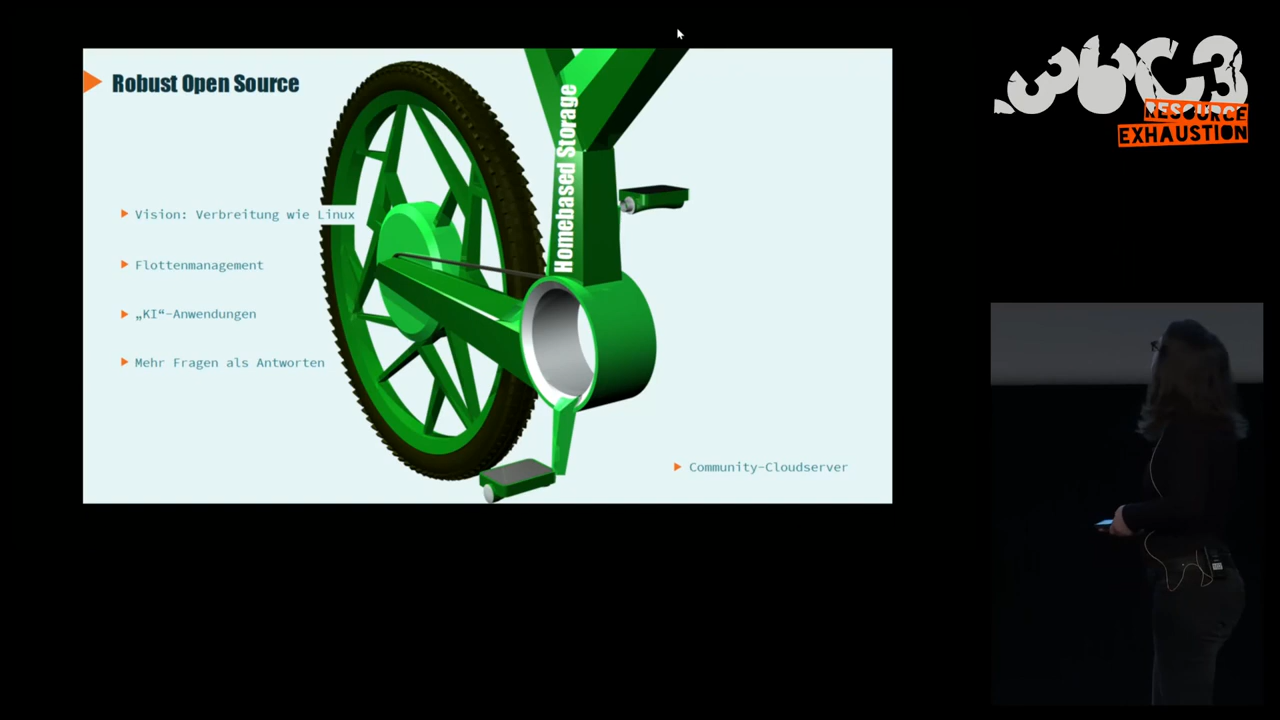 Robust Open Source
Homebased Storage
Vision: Verbreitung wie Linux
Flottenmanagement
„KI“-Anwendungen
Mehr Fragen als Antworten
Community-Cloudserver
36C3
RESOURCE
EXHAUSTION